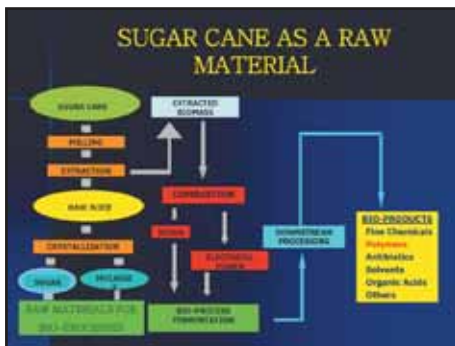 SUGAR CANE AS A RAW
MATERIAL
SUGAR CANE
EXTRACTED
BIOMASS
MILLING
EXTRACTION
COMBUSTION
RAW JUICE
STEAM
ELECTRICAL
POWER
CRYSTALLIZATION
SUGAR
MOLASSES
RAW MATERIALS FOR
BIO-PROCESSES
BIO-PROCESS
FERMENTATION
DOWNSTREAM
PROCESSING
BIO-PRODUCTS
Fine Chemicals
Polymers
Antibiotics
Solvents
Organic Acids
Others